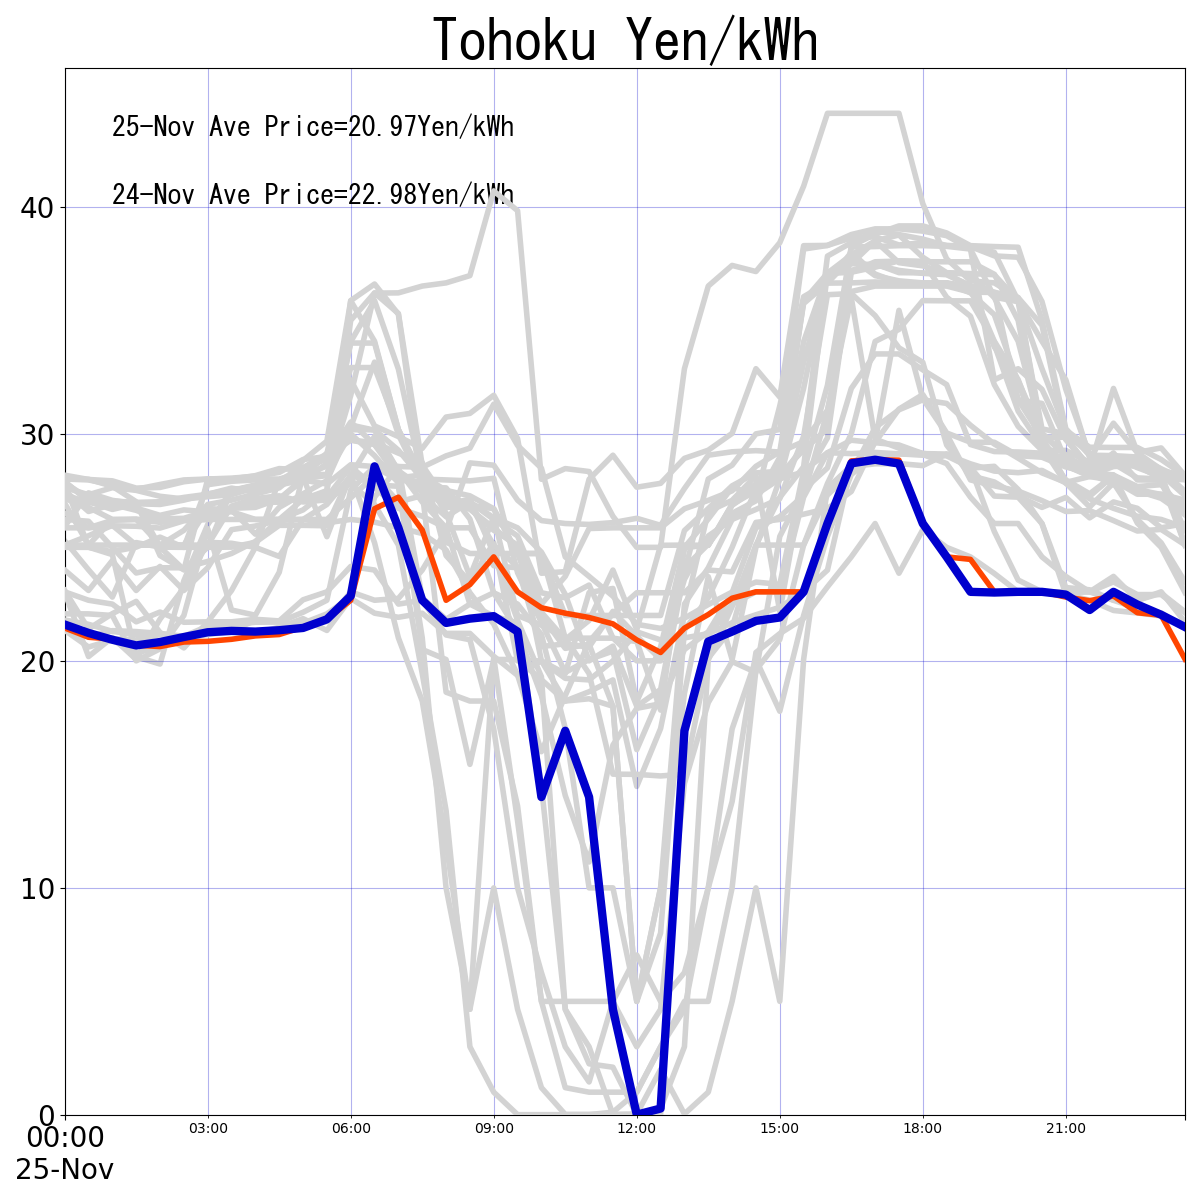 Tohoku Yen/kWh
25-Nov Ave Price=20.97Yen/kWh
24-Nov Ave Price=22.98Yen/kWh
40
30
20
10
0
00:00 03:00 06:00 09:00 12:00 15:00 18:00 21:00
25-Nov